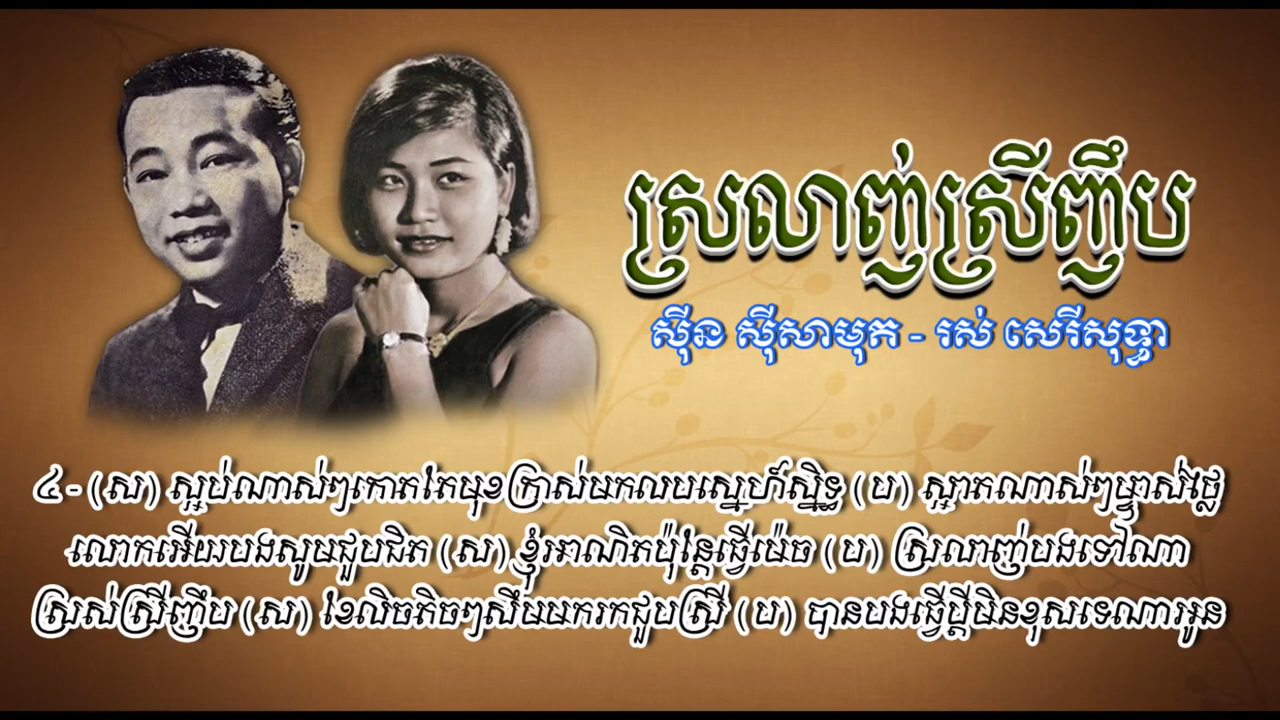 ស្រលាញ់ស្រីញឹប
ស៊ីន ស៊ីសាមុត - រស់ សេរីសុទ្ធា
៤ - (ស) ស្អប់ណាស់ៗកោតតែមុខក្រាស់មកលបស្នេហ៍ស្និទ្ធ (ប) ស្អាតណាស់ៗម្ចាស់ថ្លៃ
លោកអើយរបងសូមជួបជិត (ស) ខ្ញុំអាណិតប៉ុន្តែធ្វើម៉េច (ប) ស្រលាញ់បងទៅណា
ស្រស់ស្រីញឹប (ស) ខែលិចតិចៗសឹមមករកជួបស្រី (ប) បានបងធ្វើប្ដីមិនខុសទេណាអូន